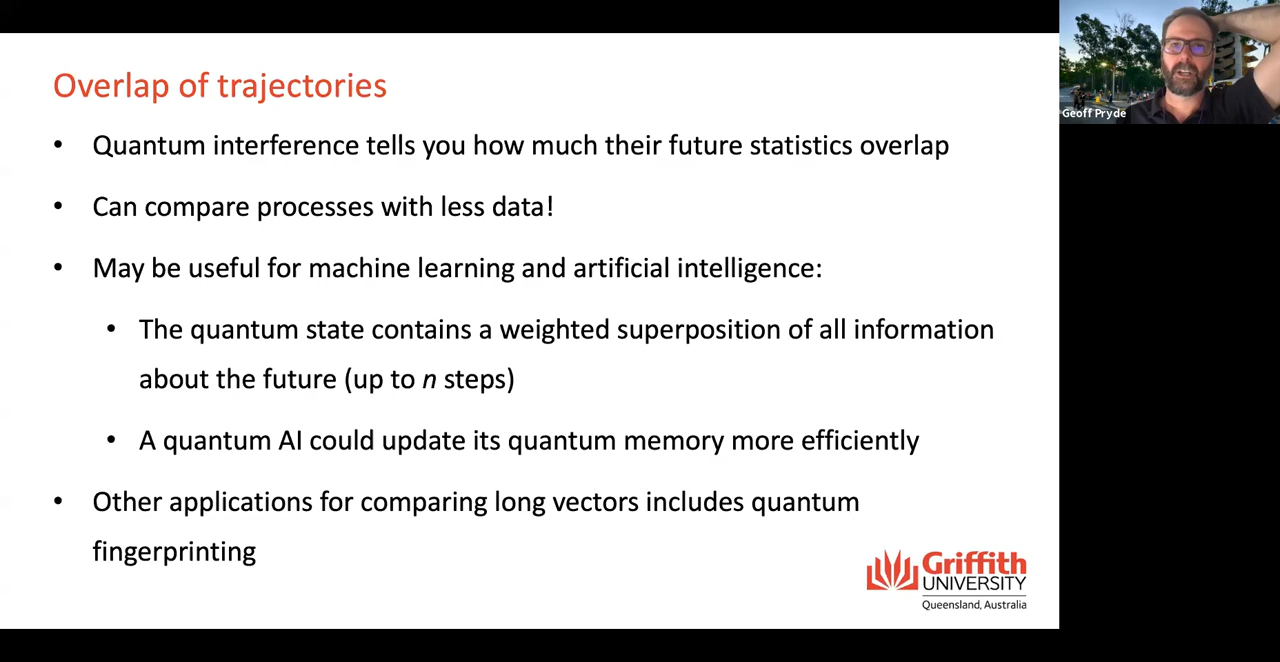 Overlap of trajectories
• Quantum interference tells you how much their future statistics overlap
• Can compare processes with less data!
• May be useful for machine learning and artificial intelligence:
• The quantum state contains a weighted superposition of all information
about the future (up to n steps)
• A quantum AI could update its quantum memory more efficiently
• Other applications for comparing long vectors includes quantum
fingerprinting
Griffith
UNIVERSITY
Queensland, Australia
Geoff Pryde